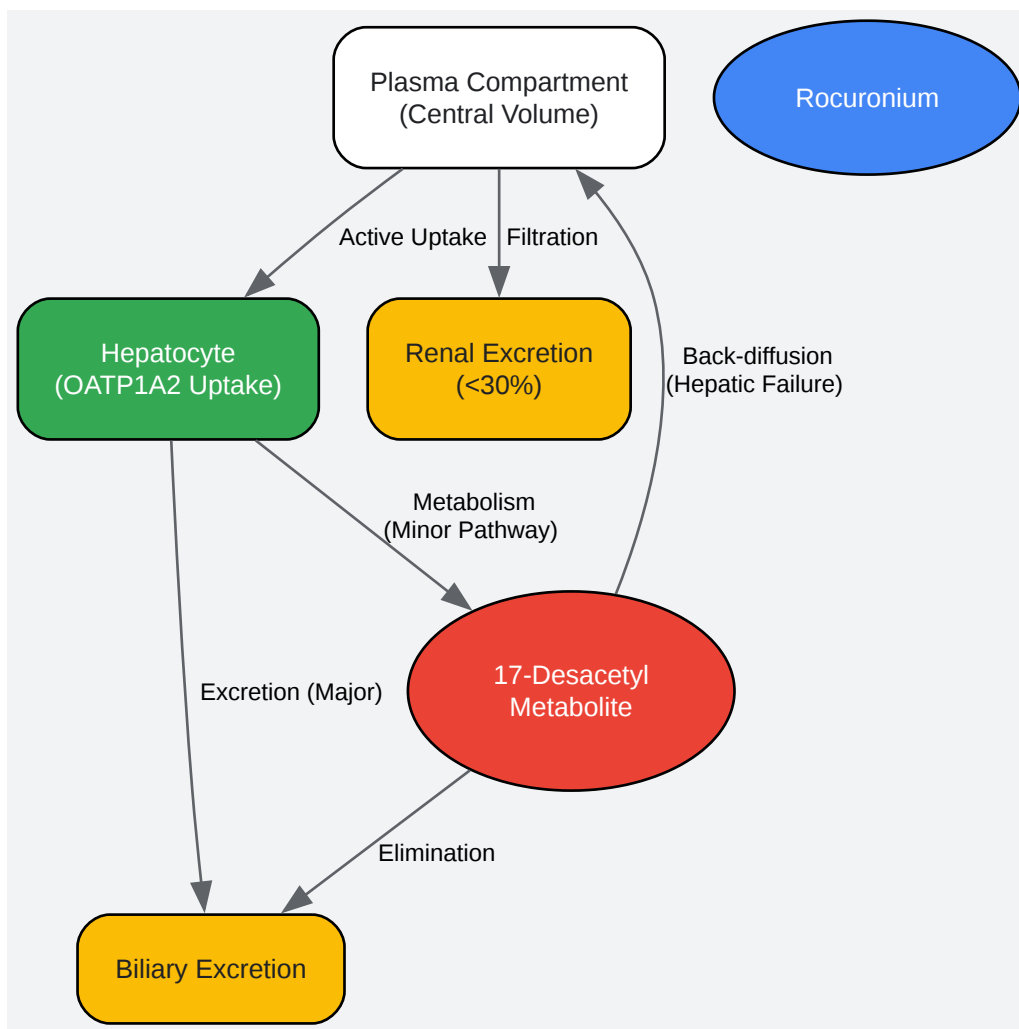 Plasma Compartment
(Central Volume)
Rocuronium
Active Uptake
Filtration
Hepatocyte
(OATP1A2 Uptake)
Renal Excretion
(<30%)
Back-diffusion
(Hepatic Failure)
Metabolism
(Minor Pathway)
17-Desacetyl
Metabolite
Excretion (Major)
Elimination
Biliary Excretion